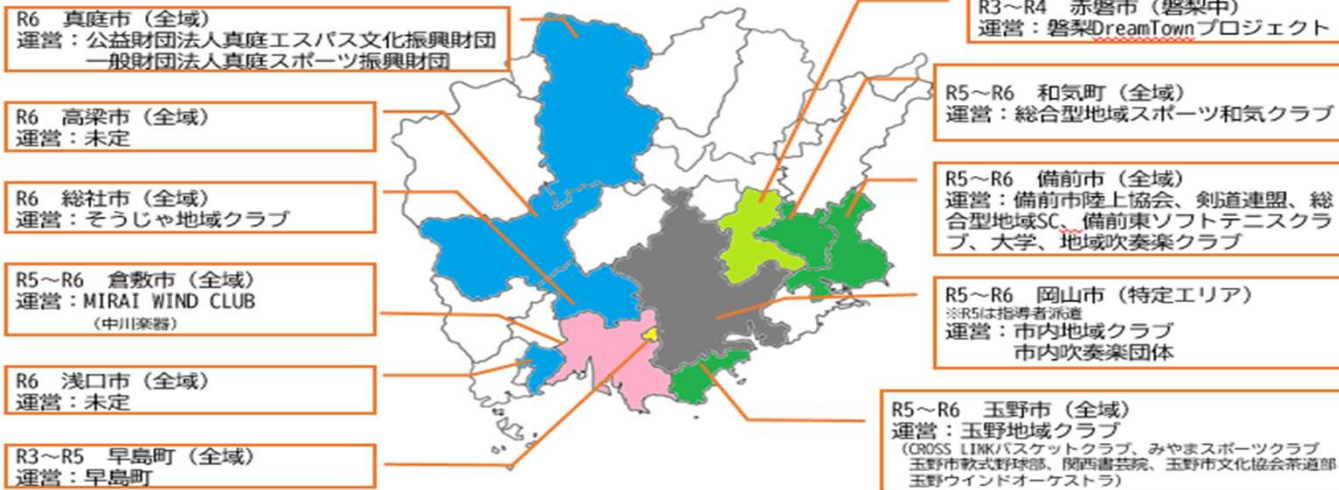 R6　真庭市（全域）
運営：公益財団法人真庭エスパス文化振興財団
一般財団法人真庭スポーツ振興財団
R6　高梁市（全域）
運営：未定
R6　総社市（全域）
運営：そうじゃ地域クラブ
R5～R6　倉敷市（全域）
運営：MIRAI WIND CLUB
（中川楽器）
R6　浅口市（全域）
運営：未定
R3～R5　早島町（全域）
運営：早島町
R3～R4　赤磐市（磐梨中）
運営：磐梨DreamTownプロジェクト
R5～R6　和気町（全域）
運営：総合型地域スポーツ和気クラブ
R5～R6　備前市（全域）
運営：備前市陸上協会、剣道連盟、総
合型地域SC、備前東ソフトテニスクラ
ブ、大学、地域吹奏楽クラブ
R5～R6　岡山市（特定エリア）
※R5は指導者派遣
運営：市内地域クラブ
市内吹奏楽団体
R5～R6　玉野市（全域）
運営：玉野地域クラブ
（CROSS LINKバスケットクラブ、みやまスポーツクラブ
玉野市軟式野球部、関西書芸院、玉野市文化協会茶道部
玉野ウインドオーケストラ）